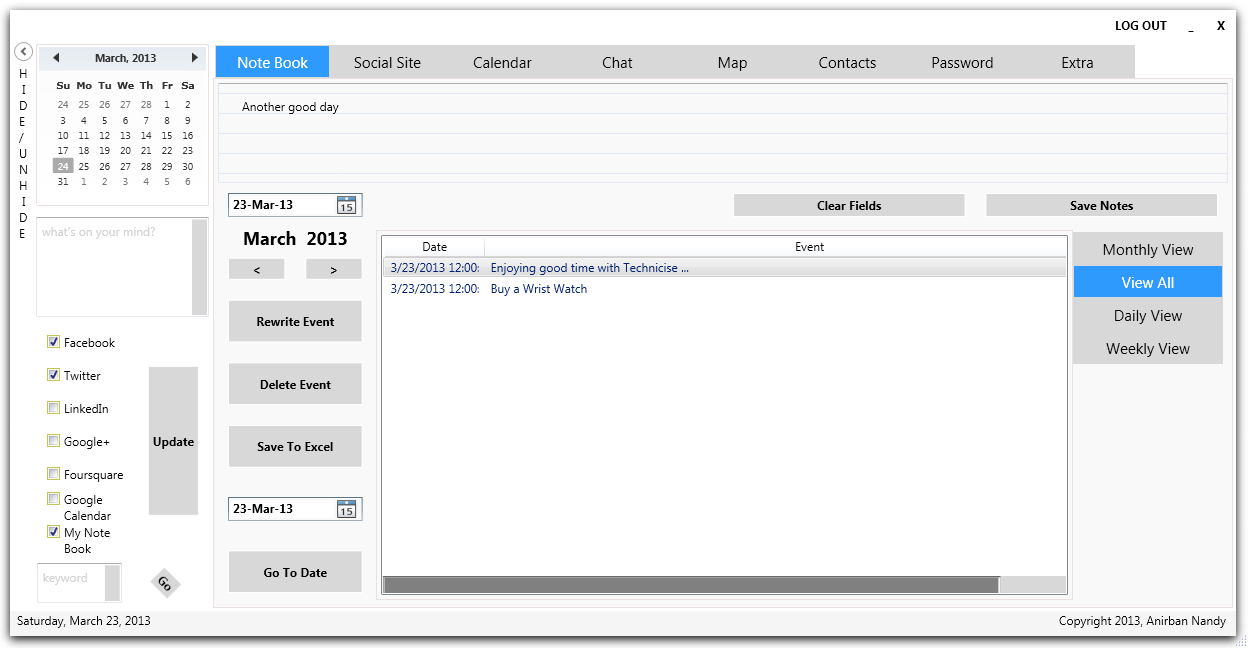 LOG OUT _ X
H
I
D
E
/
U
N
H
I
D
E
March, 2013
Su Mo Tu We Th Fr Sa
24 25 26 27 28 1 2
3 4 5 6 7 8 9
10 11 12 13 14 15 16
17 18 19 20 21 22 23
24 25 26 27 28 29 30
31 1 2 3 4 5 6
what's on your mind?
Facebook
Twitter
LinkedIn
Google+
Foursquare
Google
Calendar
My Note
Book
Update
keyword
Go
Note Book Social Site Calendar Chat Map Contacts Password Extra
Another good day
23-Mar-13 15
Clear Fields Save Notes
March 2013
< >
Rewrite Event
Delete Event
Save To Excel
23-Mar-13 15
Go To Date
Date Event
3/23/2013 12:00: Enjoying good time with Technicise ...
3/23/2013 12:00: Buy a Wrist Watch
Monthly View
View All
Daily View
Weekly View
Saturday, March 23, 2013 Copyright 2013, Anirban Nandy